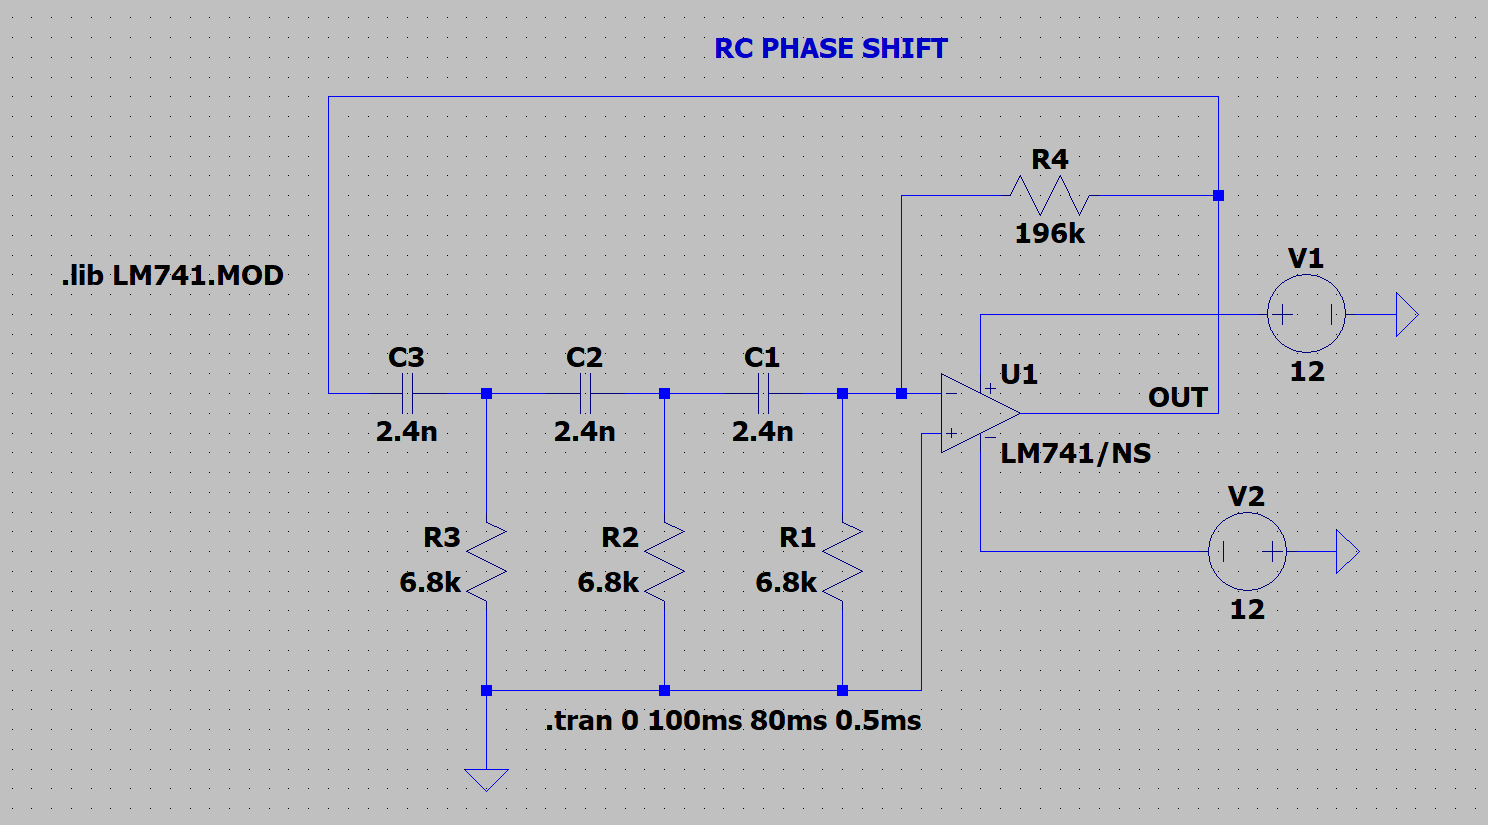 RC PHASE SHIFT
R4
196k
V1
12
.lib LM741.MOD
C3
2.4n
C2
2.4n
C1
2.4n
U1
OUT
LM741/NS
V2
12
R3
6.8k
R2
6.8k
R1
6.8k
.tran 0 100ms 80ms 0.5ms